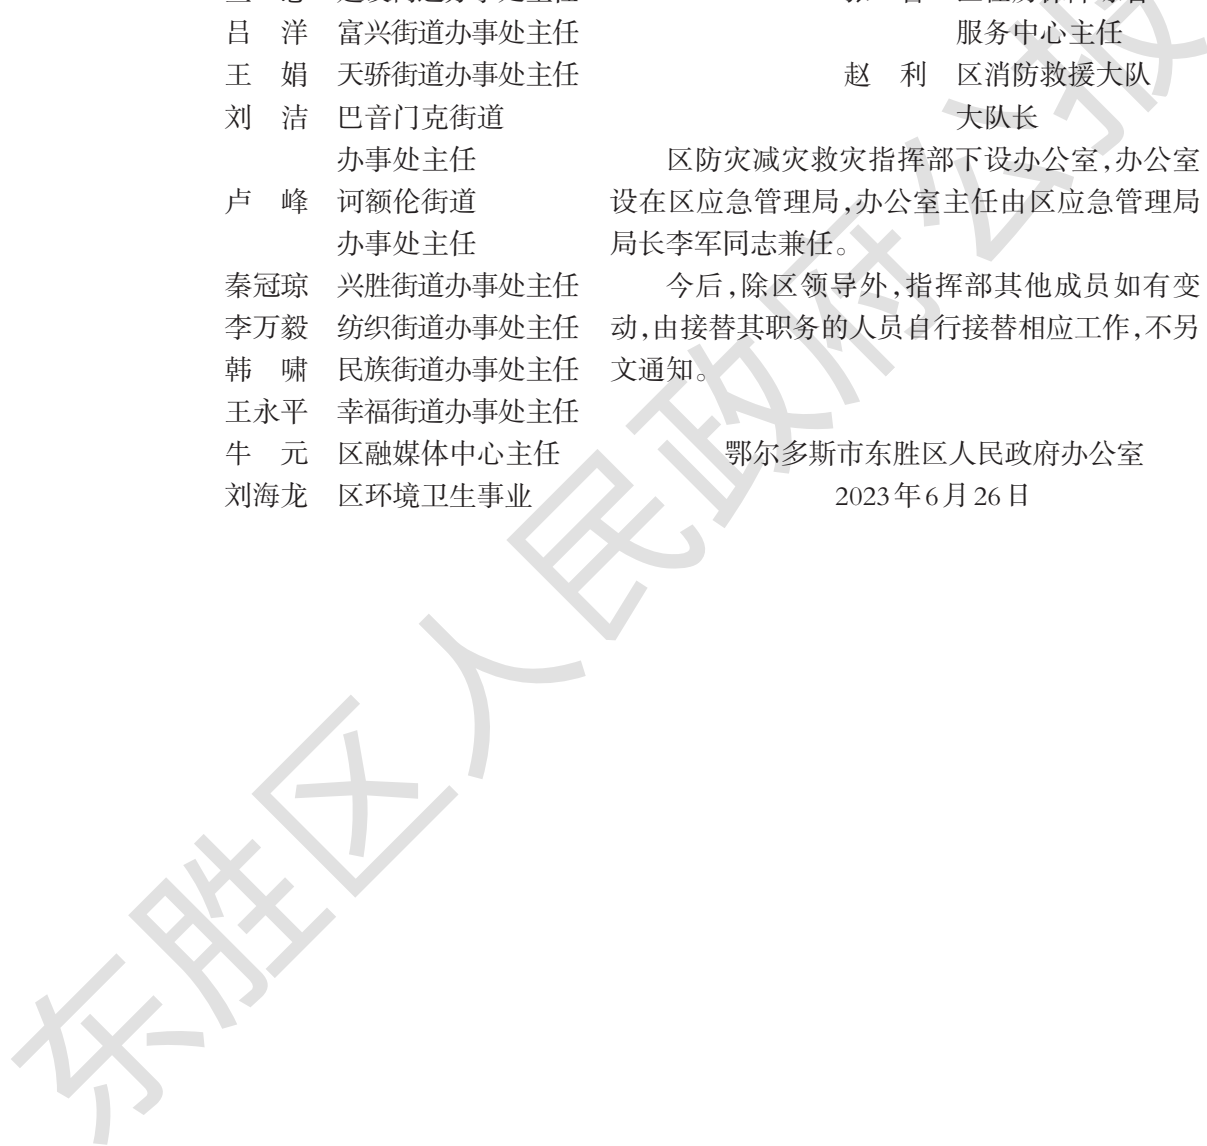 吕　洋　富兴街道办事处主任
王　娟　天骄街道办事处主任
刘　洁　巴音门克街道
办事处主任
卢　峰　诃额伦街道
办事处主任
秦冠琼　兴胜街道办事处主任
李万毅　纺织街道办事处主任
韩　啸　民族街道办事处主任
王永平　幸福街道办事处主任
牛　元　区融媒体中心主任
刘海龙　区环境卫生事业
服务中心主任
赵　利　区消防救援大队
大队长
区防灾减灾救灾指挥部下设办公室,办公室
设在区应急管理局,办公室主任由区应急管理局
局长李军同志兼任。
今后,除区领导外,指挥部其他成员如有变
动,由接替其职务的人员自行接替相应工作,不另
文通知。
鄂尔多斯市东胜区人民政府办公室
2023年6月26日
东胜区人民政府公报